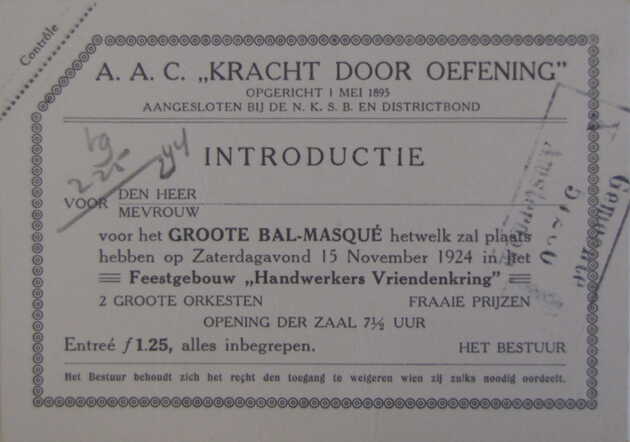 Contrôle
A. A. C. „KRACHT DOOR OEFENING"
OPGERICHT 1 MEI 1895
AANGESLOTEN BIJ DE N. K. S. B. EN DISTRICTBOND
INTRODUCTIE
VOOR DEN HEER
MEVROUW
voor het GROOTE BAL-MASQUÉ hetwelk zal plaats
hebben op Zaterdagavond 15 November 1924 in het
Feestgebouw „Handwerkers Vriendenkring"
2 GROOTE ORKESTEN FRAAIE PRIJZEN
OPENING DER ZAAL 7½ UUR
Entreé ƒ 1.25, alles inbegrepen. HET BESTUUR
Het Bestuur behoudt zich het recht den toegang te weigeren wien zij zulks noodig oordeelt.